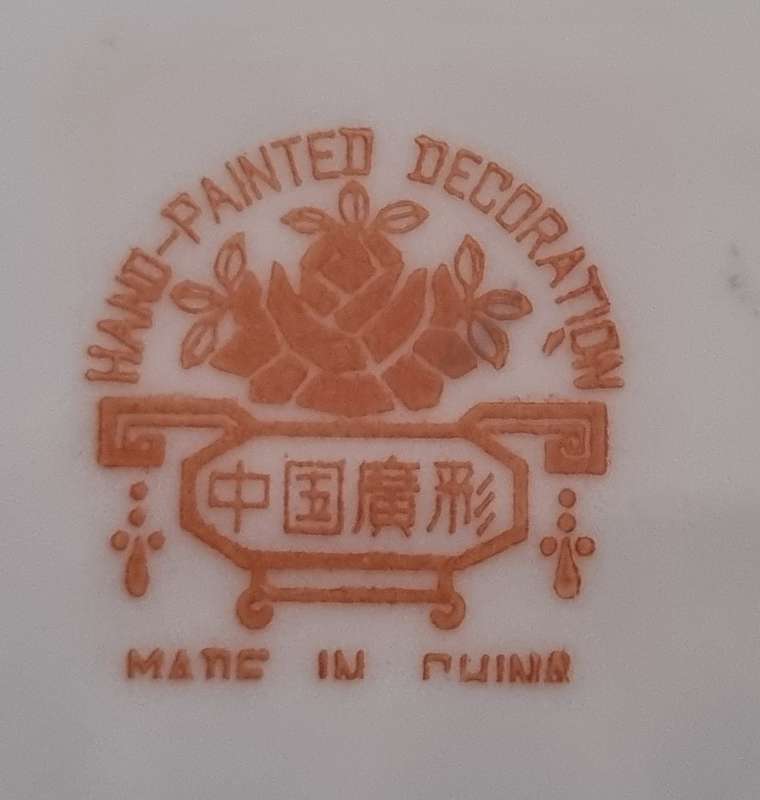 HAND-PAINTED DECORATION
中国廣彩
MADE IN CHINA